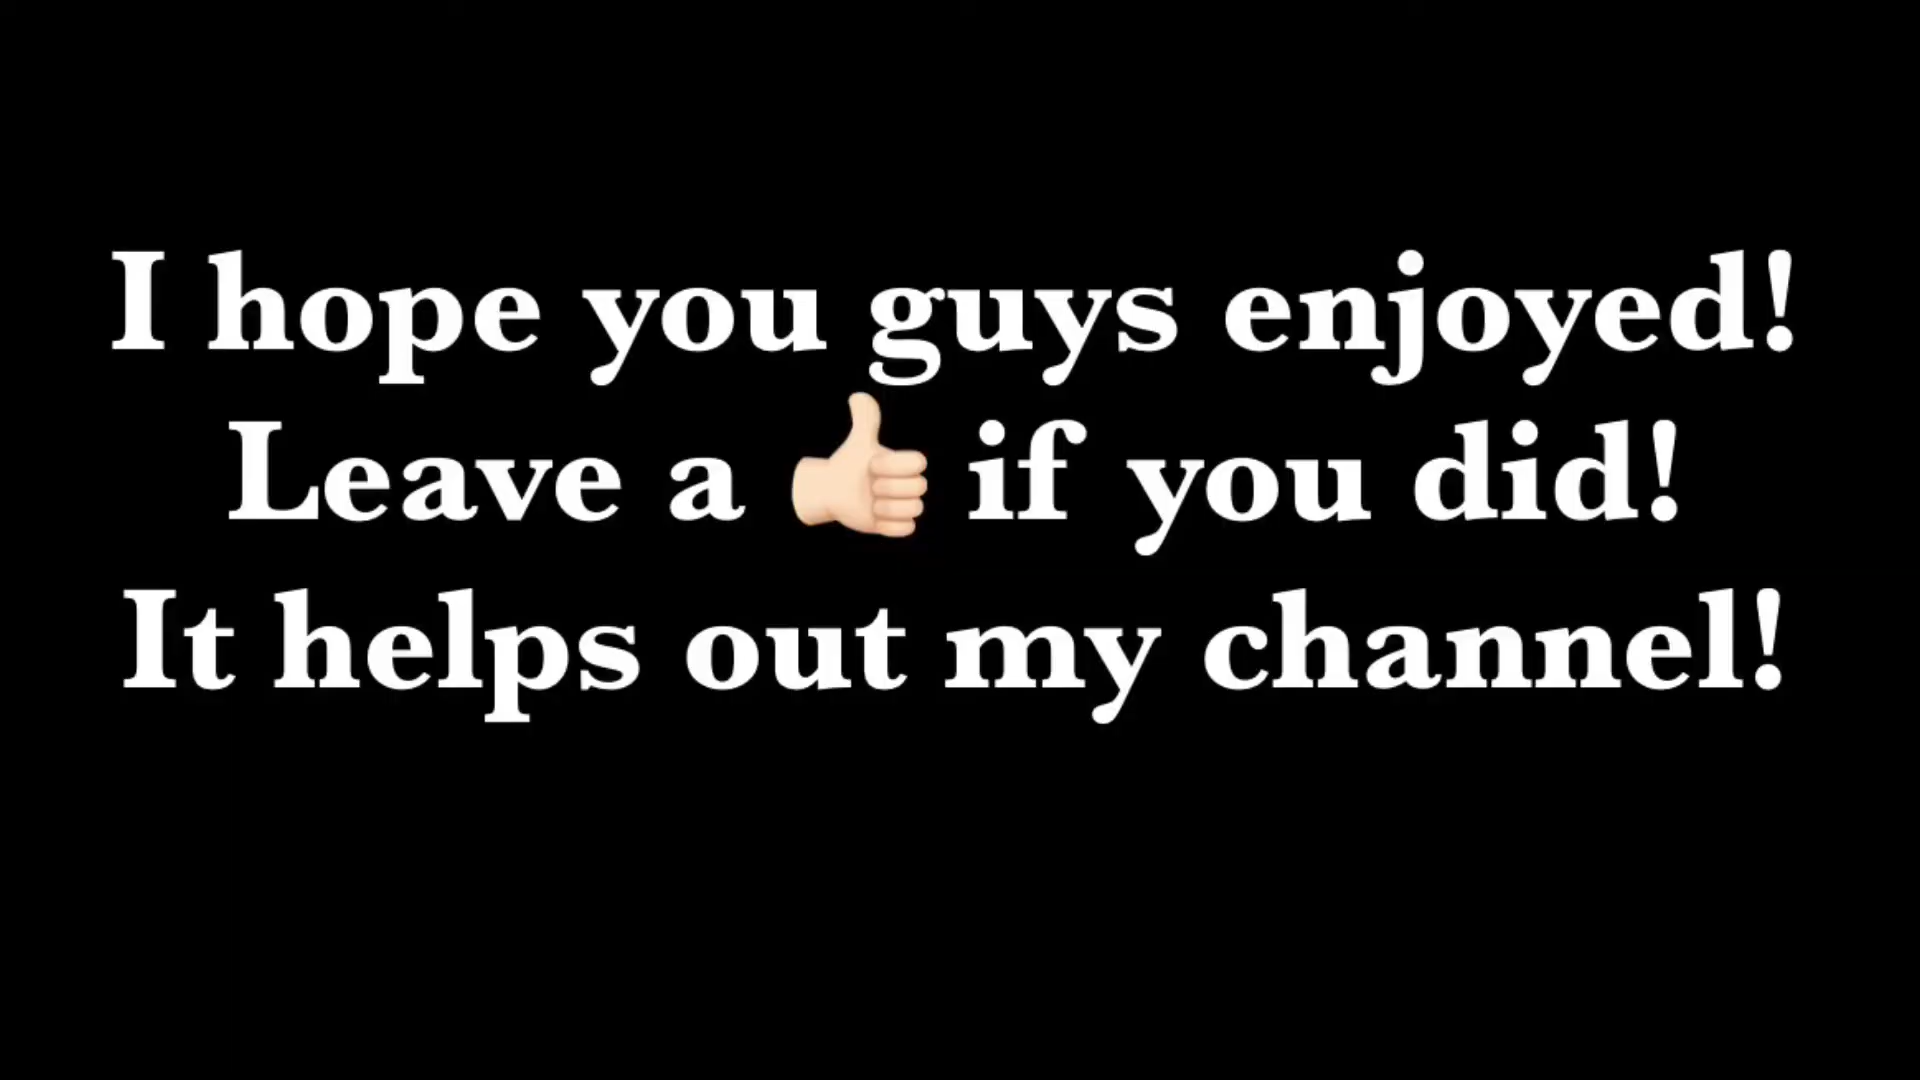 I hope you guys enjoyed!
Leave a 👍🏻 if you did!
It helps out my channel!